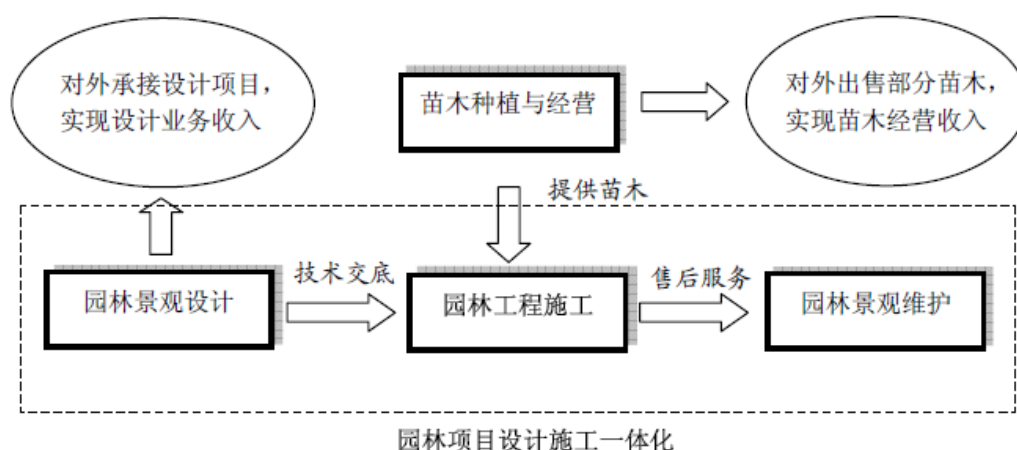 对外承接设计项目，
实现设计业务收入
苗木种植与经营
对外出售部分苗木，
实现苗木经营收入
提供苗木
园林景观设计
技术交底
园林工程施工
售后服务
园林景观维护
园林项目设计施工一体化